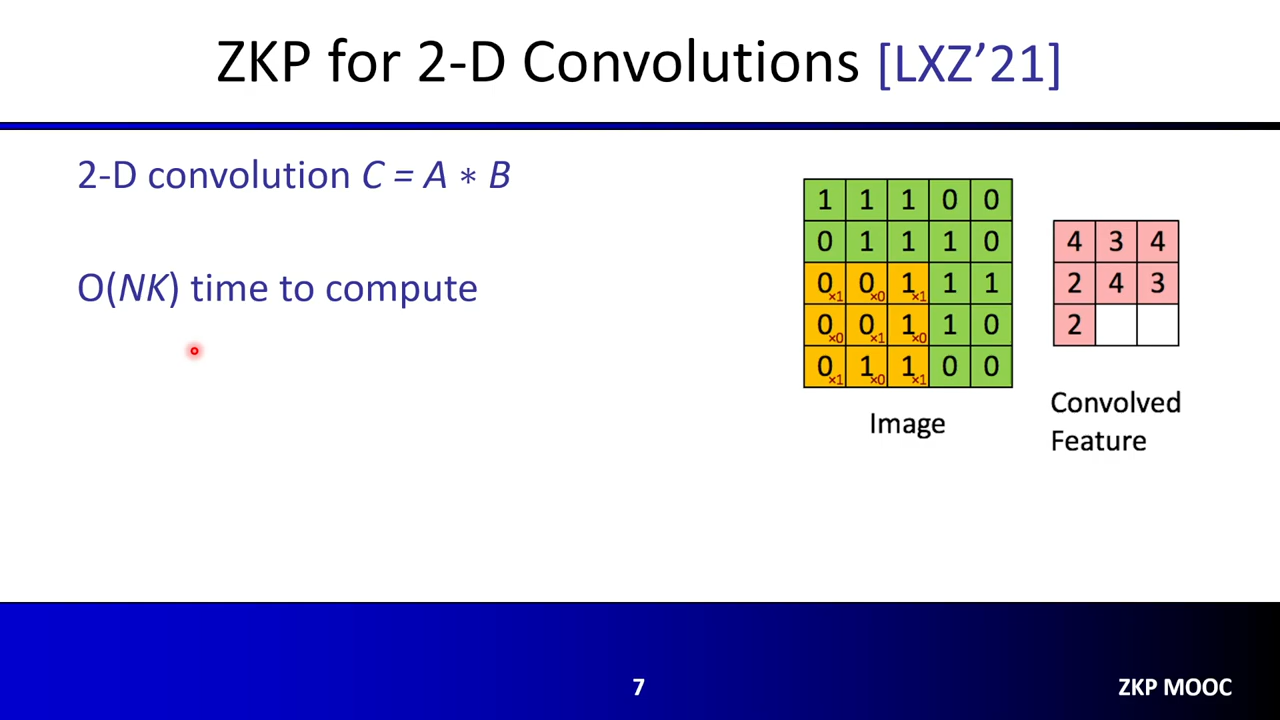 ZKP for 2-D Convolutions [LXZ’21]
2-D convolution C = A ∗ B
O(NK) time to compute
1 1 1 0 0
0 1 1 1 0
0×1 0×0 1×1 1 1
0×0 0×1 1×0 1 0
0×1 1×0 1×1 0 0
Image
4 3 4
2 4 3
2
Convolved
Feature
7
ZKP MOOC